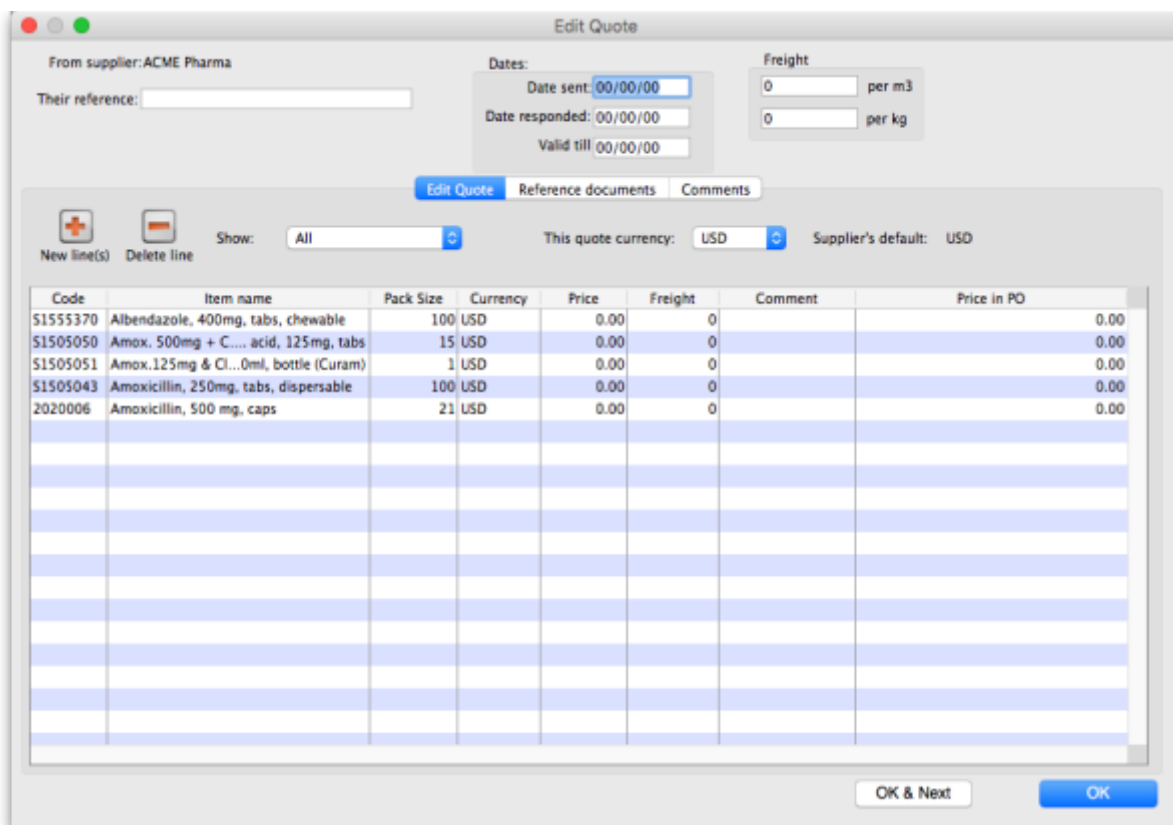 Edit Quote
From supplier:ACME Pharma
Their reference:
Dates:
Date sent: 00/00/00
Date responded: 00/00/00
Valid till 00/00/00
Freight
0 per m3
0 per kg
Edit Quote Reference documents Comments
New line(s) Delete line Show: All This quote currency: USD Supplier's default: USD
Code Item name Pack Size Currency Price Freight Comment Price in PO
S1555370 Albendazole, 400mg, tabs, chewable 100 USD 0.00 0 0.00
S1505050 Amox. 500mg + C.... acid, 125mg, tabs 15 USD 0.00 0 0.00
S1505051 Amox.125mg & Cl...0ml, bottle (Curam) 1 USD 0.00 0 0.00
S1505043 Amoxicillin, 250mg, tabs, dispersable 100 USD 0.00 0 0.00
2020006 Amoxicillin, 500 mg, caps 21 USD 0.00 0 0.00
OK & Next OK